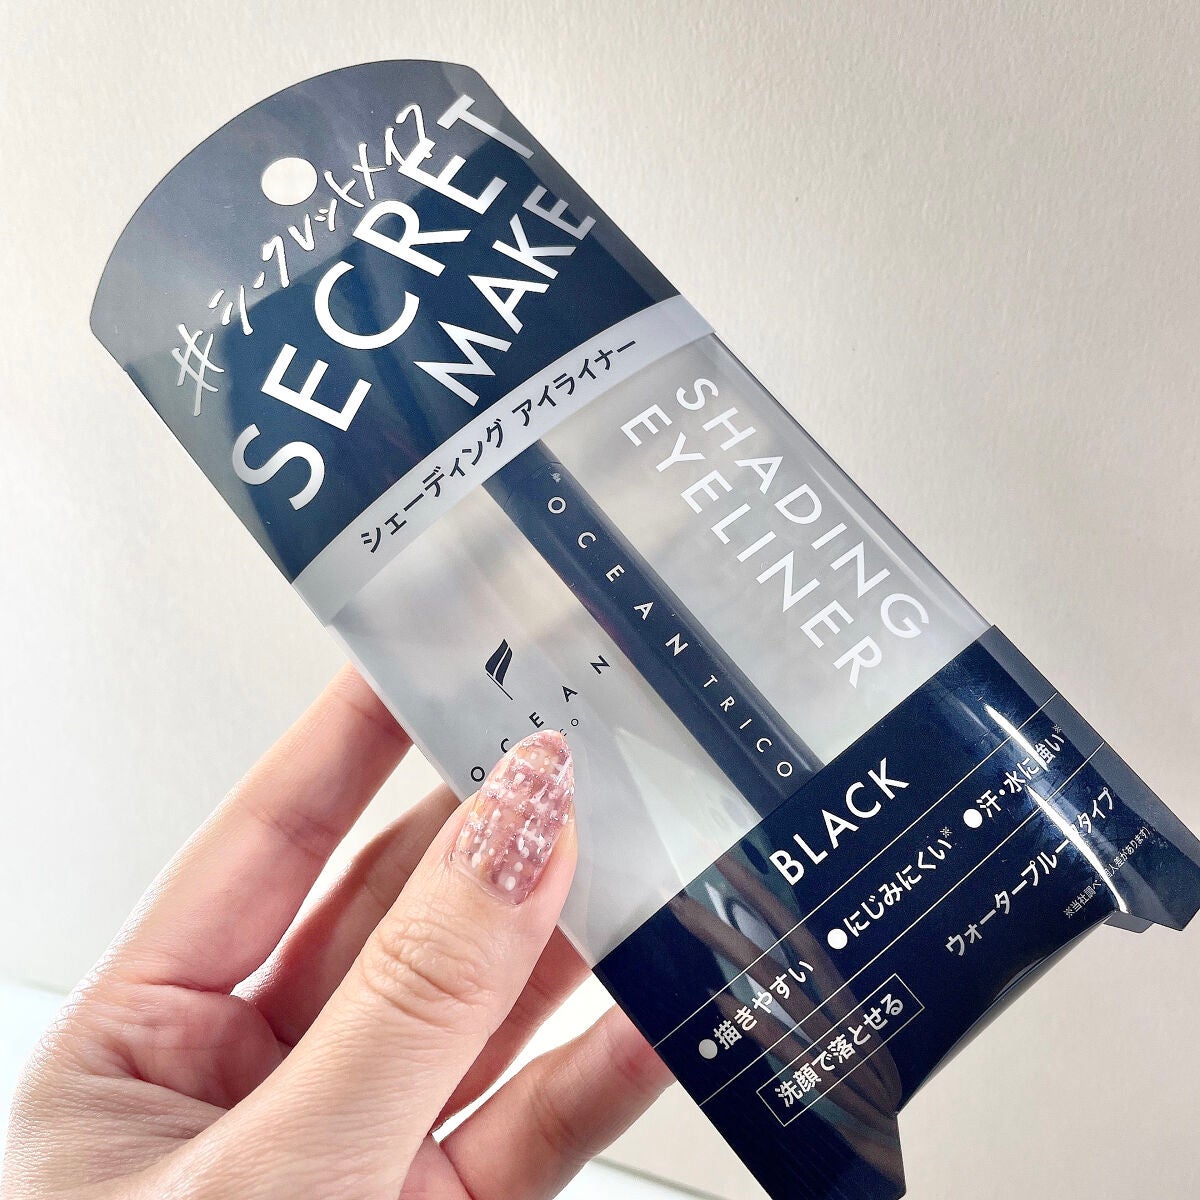 #シークレットメイク
SECRET
MAKE
シェーディング アイライナー
SHADING
EYELINER
OCEAN TRICO
OCEAN
BLACK
●描きやすい ●にじみにくい※ ●汗・水に強い※
洗顔で落とせる ウォータープルーフタイプ